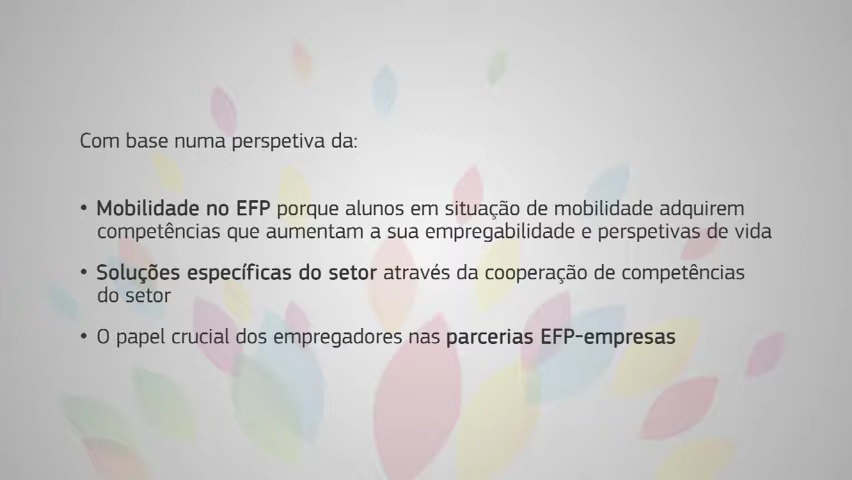 Com base numa perspetiva da:
• Mobilidade no EFP porque alunos em situação de mobilidade adquirem
competências que aumentam a sua empregabilidade e perspetivas de vida
• Soluções específicas do setor através da cooperação de competências
do setor
• O papel crucial dos empregadores nas parcerias EFP-empresas